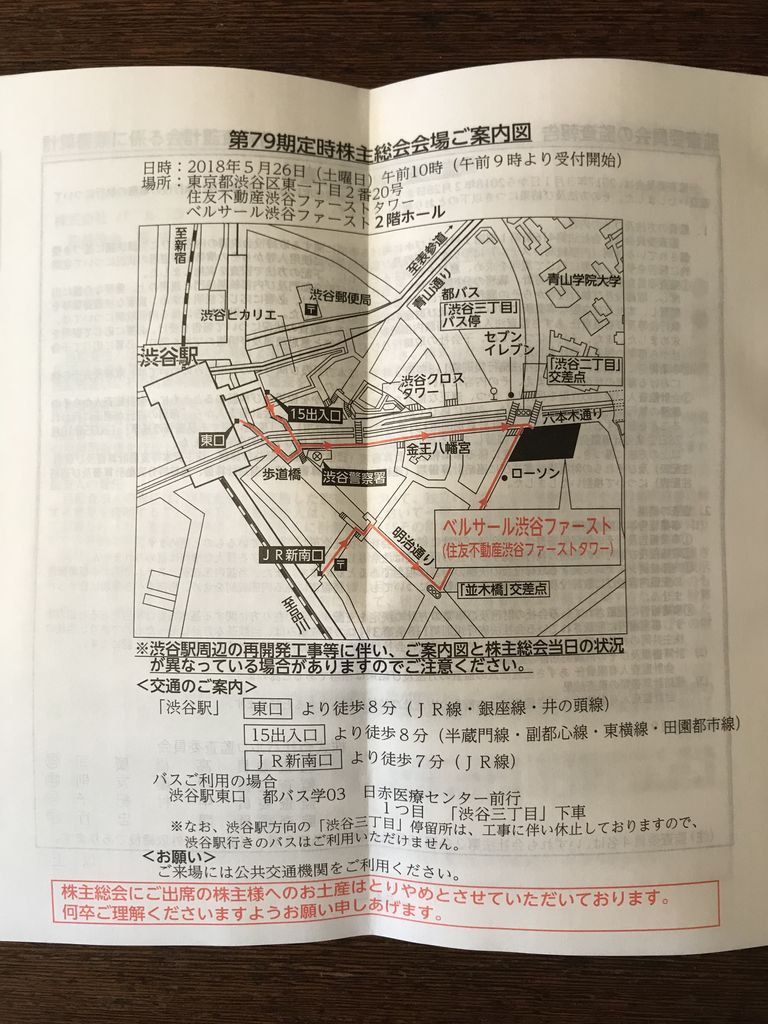 第79期定時株主総会会場ご案内図
日時：2018年5月26日（土曜日）午前10時（午前9時より受付開始）
場所：東京都渋谷区東一丁目2番20号
住友不動産渋谷ファーストタワー
ベルサール渋谷ファースト2階ホール
至新宿
至表参道→
青山通り
青山学院大学
渋谷郵便局
〒
都バス
「渋谷三丁目」
バス停
渋谷ヒカリエ
セブン
イレブン
渋谷駅
「渋谷二丁目」
交差点
渋谷クロス
タワー
15出入口
六本木通り
東口
金王八幡宮
歩道橋
渋谷警察署
ローソン
ベルサール渋谷ファースト
(住友不動産渋谷ファーストタワー)
明治通り
JR新南口
〒
「並木橋」交差点
至品川
※渋谷駅周辺の再開発工事等に伴い、ご案内図と株主総会当日の状況
が異なっている場合がありますのでご注意ください。
＜交通のご案内＞
「渋谷駅」 東口 より徒歩8分（JR線・銀座線・井の頭線）
15出入口 より徒歩8分（半蔵門線・副都心線・東横線・田園都市線）
JR新南口 より徒歩7分（JR線）
バスご利用の場合
渋谷駅東口 都バス学03 日赤医療センター前行
1つ目 「渋谷三丁目」下車
※なお、渋谷駅方向の「渋谷三丁目」停留所は、工事に伴い休止しておりますので、
渋谷駅行きのバスはご利用いただけません。
＜お願い＞
ご来場には公共交通機関をご利用ください。
株主総会にご出席の株主様へのお土産はとりやめとさせていただいております。
何卒ご理解くださいますようお願い申しあげます。